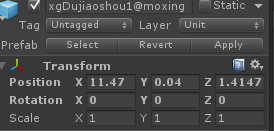 xgDujiaoshou1@moxing Static
Tag Untagged Layer Unit
Prefab Select Revert Apply
Transform
Position X 11.47 Y 0.04 Z 1.4147
Rotation X 0 Y 0 Z 0
Scale X 1 Y 1 Z 1